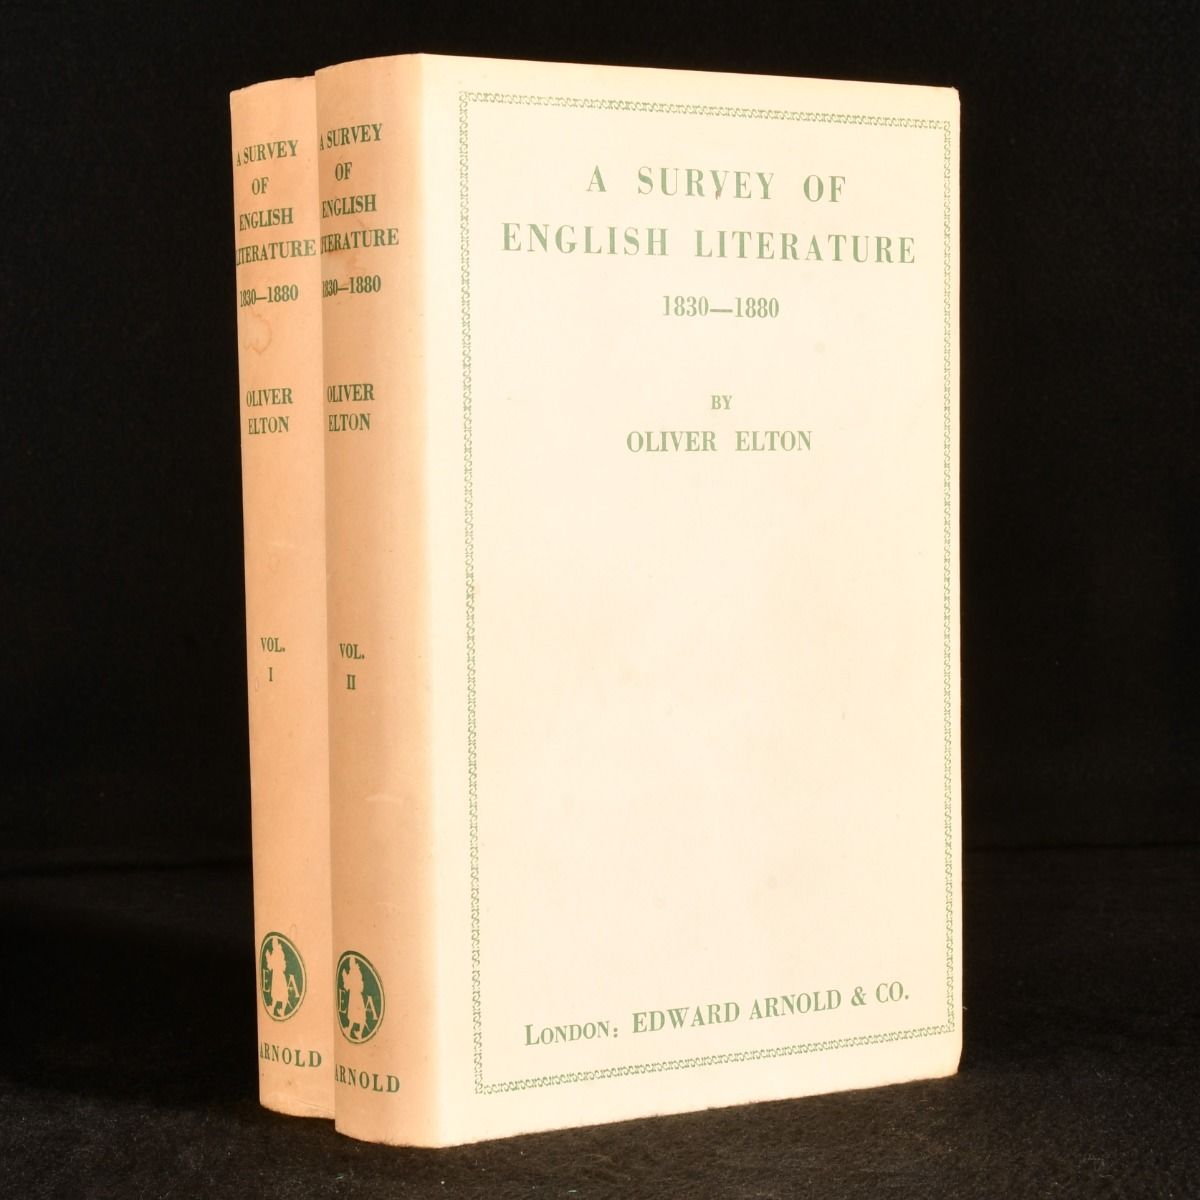 A SURVEY
OF
ENGLISH
LITERATURE
1830—1880
OLIVER
ELTON
VOL.
I
E A
ARNOLD
A SURVEY
OF
ENGLISH
LITERATURE
1830—1880
OLIVER
ELTON
VOL.
II
E A
ARNOLD
A SURVEY OF
ENGLISH LITERATURE
1830—1880
BY
OLIVER ELTON
LONDON: EDWARD ARNOLD & CO.